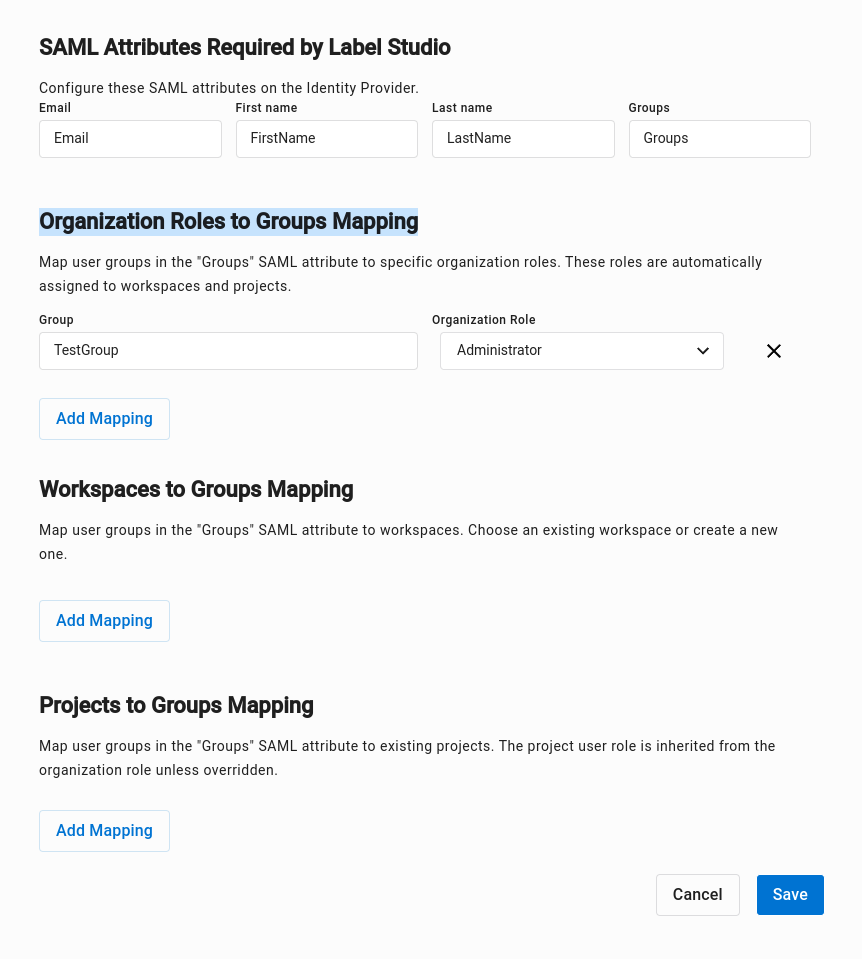 SAML Attributes Required by Label Studio
Configure these SAML attributes on the Identity Provider.
Email First name Last name Groups
Email FirstName LastName Groups
Organization Roles to Groups Mapping
Map user groups in the "Groups" SAML attribute to specific organization roles. These roles are automatically
assigned to workspaces and projects.
Group Organization Role
TestGroup Administrator
Add Mapping
Workspaces to Groups Mapping
Map user groups in the "Groups" SAML attribute to workspaces. Choose an existing workspace or create a new
one.
Add Mapping
Projects to Groups Mapping
Map user groups in the "Groups" SAML attribute to existing projects. The project user role is inherited from the
organization role unless overridden.
Add Mapping
Cancel Save